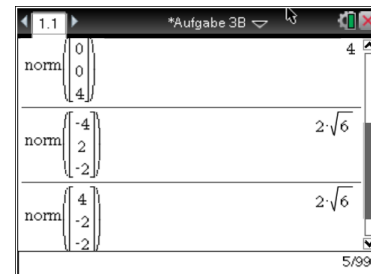 1.1 *Aufgabe 3B
norm([0 0 4]) 4
norm([-4 2 -2]) 2·√6
norm([4 -2 -2]) 2·√6
5/99